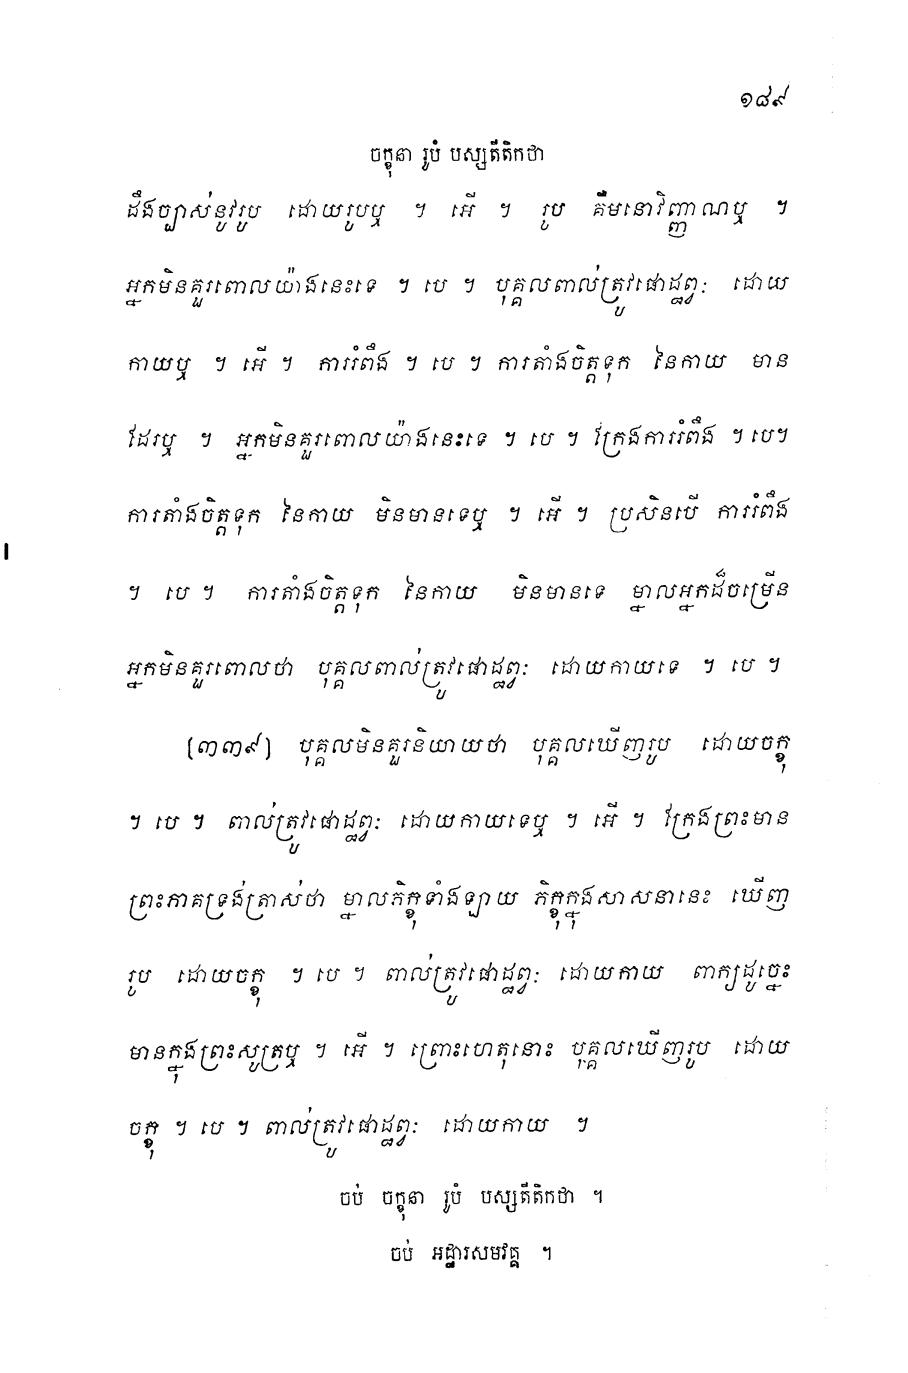 ១៨៩
ចក្ខុនា រូបំ បស្សតីតិកថា
ដឹងច្បាស់នូវរូប ដោយរូបឬ ។ អើ ។ រូប គឺមនោវិញ្ញាណឬ ។
អ្នកមិនគួរពោលយ៉ាងនេះទេ ។ បេ ។ បុគ្គលពាល់ត្រូវផោដ្ឋព្វៈ ដោយ
កាយឬ ។ អើ ។ ការរំពឹង ។ បេ ។ ការតាំងចិត្តទុក នៃកាយ មាន
ដែរឬ ។ អ្នកមិនគួរពោលយ៉ាងនេះទេ ។ បេ ។ ក្រែងការរំពឹង ។ បេ។
ការតាំងចិត្តទុក នៃកាយ មិនមានទេឬ ។ អើ ។ ប្រសិនបើ ការរំពឹង
។ បេ ។ ការតាំងចិត្តទុក នៃកាយ មិនមានទេ ម្នាលអ្នកដ៏ចម្រើន
អ្នកមិនគួរពោលថា បុគ្គលពាល់ត្រូវផោដ្ឋព្វៈ ដោយកាយទេ ។ បេ ។
[៣៣៩] បុគ្គលមិនគួរនិយាយថា បុគ្គលឃើញរូប ដោយចក្ខុ
។ បេ ។ ពាល់ត្រូវផោដ្ឋព្វៈ ដោយកាយទេឬ ។ អើ ។ ក្រែងព្រះមាន
ព្រះភាគទ្រង់ត្រាស់ថា ម្នាលភិក្ខុទាំងឡាយ ភិក្ខុក្នុងសាសនានេះ ឃើញ
រូប ដោយចក្ខុ ។ បេ ។ ពាល់ត្រូវផោដ្ឋព្វៈ ដោយកាយ ពាក្យដូច្នេះ
មានក្នុងព្រះសូត្រឬ ។ អើ ។ ព្រោះហេតុនោះ បុគ្គលឃើញរូប ដោយ
ចក្ខុ ។ បេ ។ ពាល់ត្រូវផោដ្ឋព្វៈ ដោយកាយ ។
ចប់ ចក្ខុនា រូបំ បស្សតីតិកថា ។
ចប់ អដ្ឋារសមវគ្គ ។